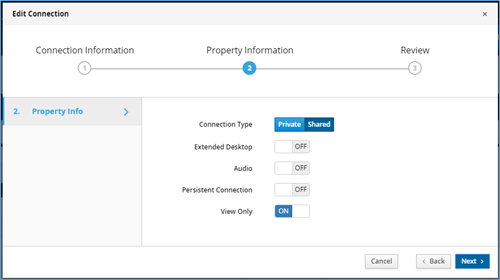 Edit Connection ×
Connection Information Property Information Review
1 2 3
2. Property Info
Connection Type Private Shared
Extended Desktop OFF
Audio OFF
Persistent Connection OFF
View Only ON
Cancel < Back Next >